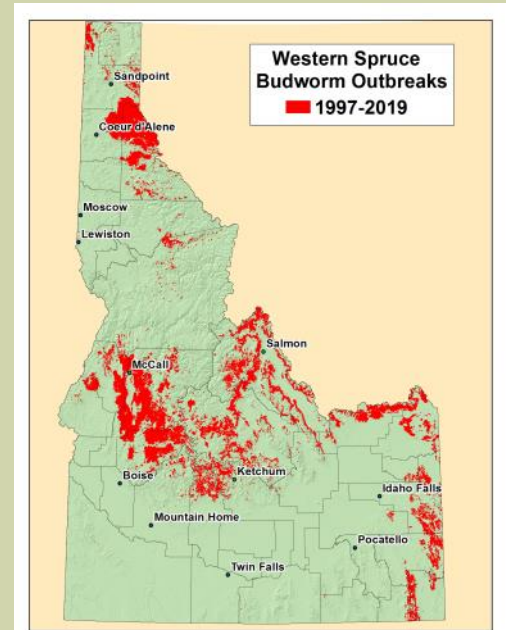 Western Spruce
Budworm Outbreaks
1997-2019
Sandpoint
Coeur d'Alene
Moscow
Lewiston
Salmon
McCall
Boise
Ketchum
Idaho Falls
Mountain Home
Pocatello
Twin Falls